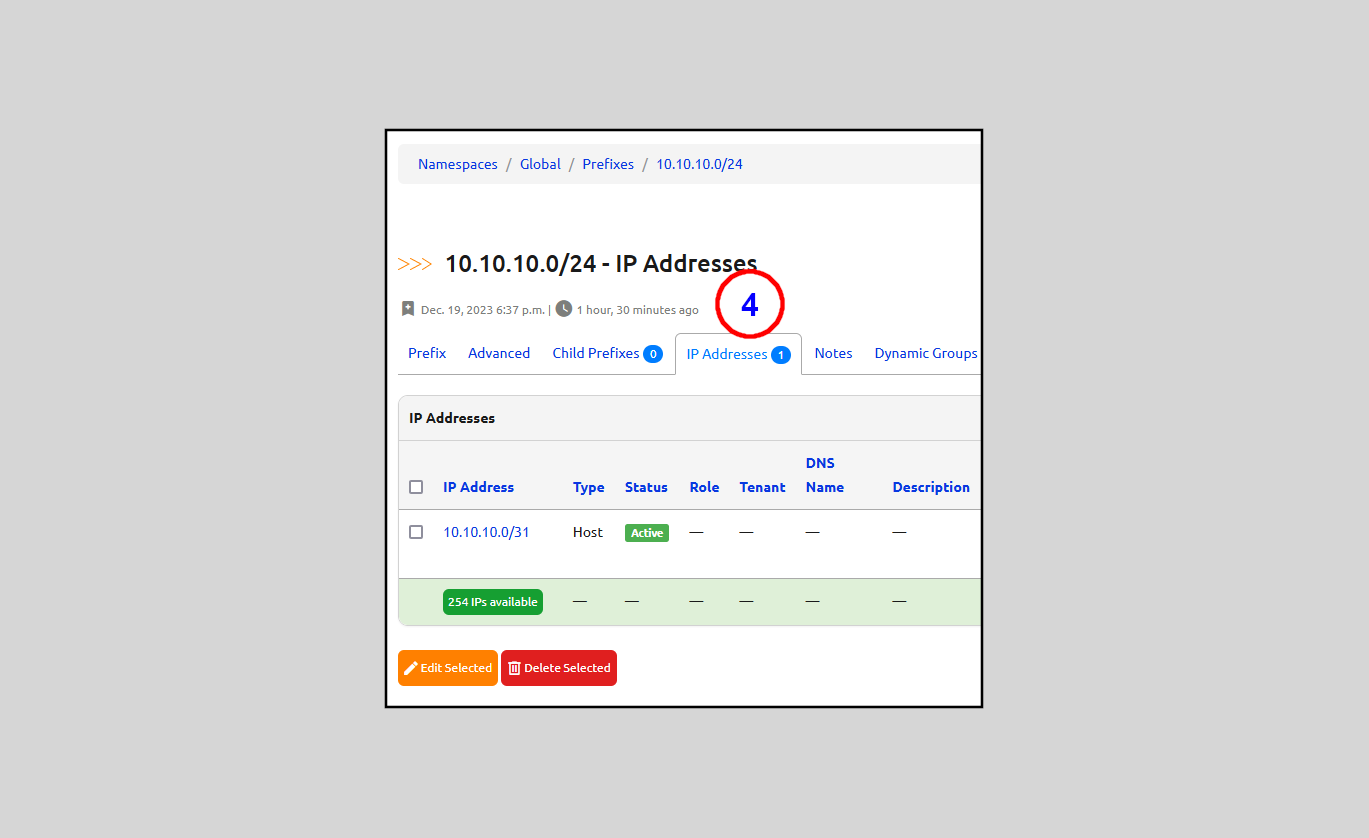 Namespaces / Global / Prefixes / 10.10.10.0/24
>>> 10.10.10.0/24 - IP Addresses
4
Dec. 19, 2023 6:37 p.m. | 1 hour, 30 minutes ago
Prefix Advanced Child Prefixes 0 IP Addresses 1 Notes Dynamic Groups
IP Addresses
IP Address Type Status Role Tenant DNS Name Description
10.10.10.0/31 Host Active — — — —
254 IPs available — — — — — —
Edit Selected Delete Selected